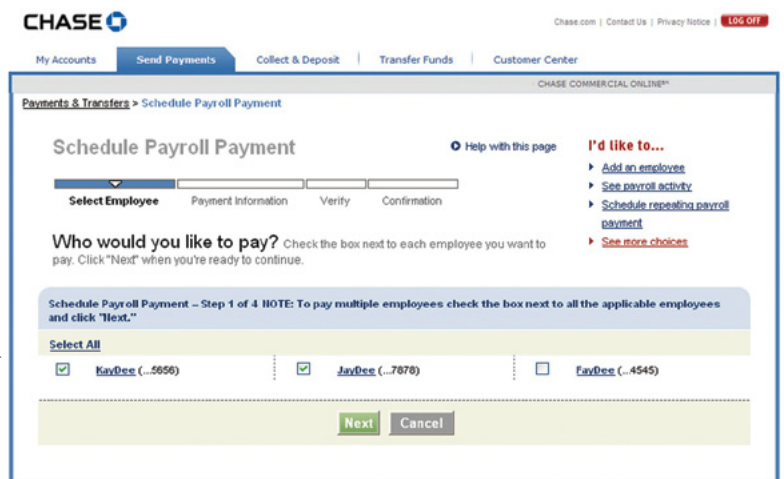 CHASE
Chase.com | Contact Us | Privacy Notice | LOG OFF
My Accounts Send Payments Collect & Deposit Transfer Funds Customer Center
CHASE COMMERCIAL ONLINE℠
Payments & Transfers > Schedule Payroll Payment
Schedule Payroll Payment
Help with this page
Select Employee Payment Information Verify Confirmation
Who would you like to pay? Check the box next to each employee you want to
pay. Click "Next" when you're ready to continue.
I'd like to...
Add an employee
See payroll activity
Schedule repeating payroll
payment
See more choices
Schedule Payroll Payment – Step 1 of 4 NOTE: To pay multiple employees check the box next to all the applicable employees
and click "Next."
Select All
KayDee (...5656) JayDee (...7878) FayDee (...4545)
Next Cancel